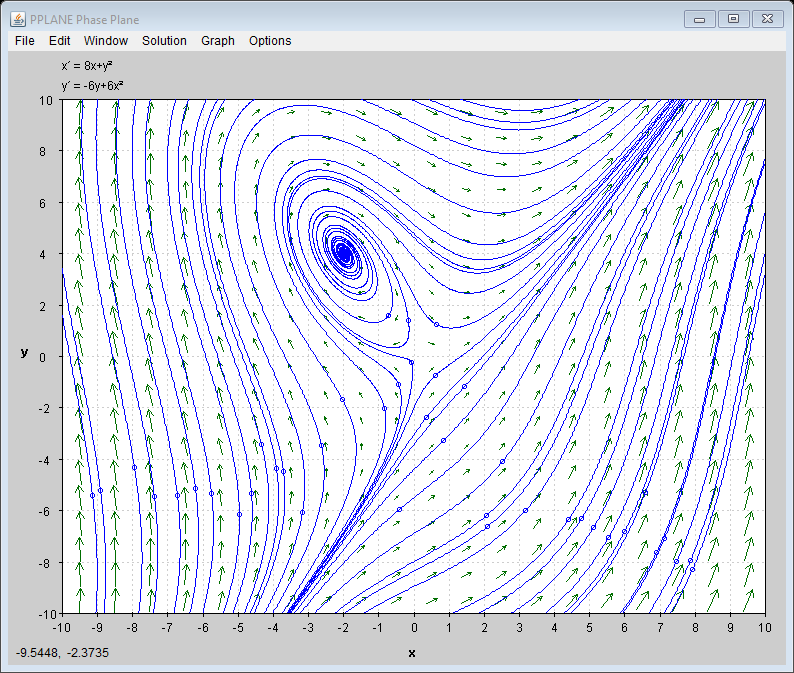 PPLANE Phase Plane
File Edit Window Solution Graph Options
x´ = 8x+y²
y´ = -6y+6x²
10
8
6
4
2
y
0
-2
-4
-6
-8
-10
-10 -9 -8 -7 -6 -5 -4 -3 -2 -1 0 1 2 3 4 5 6 7 8 9 10
-9.5448, -2.3735
x